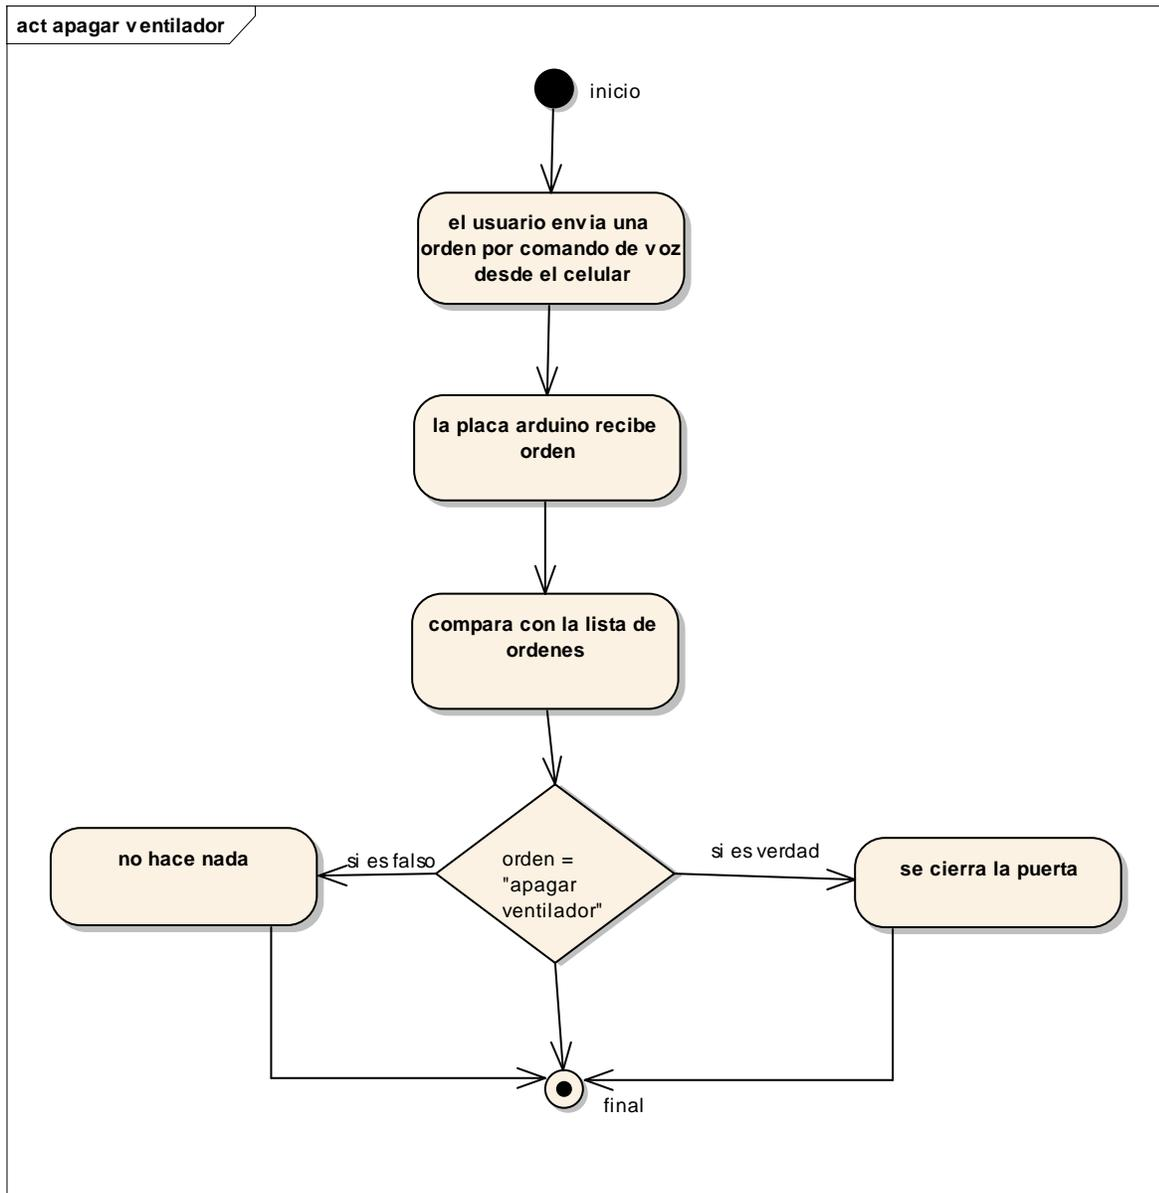 act apagar ventilador
inicio
el usuario envia una
orden por comando de voz
desde el celular
la placa arduino recibe
orden
compara con la lista de
ordenes
no hace nada
si es falso
orden =
"apagar
ventilador"
si es verdad
se cierra la puerta
final